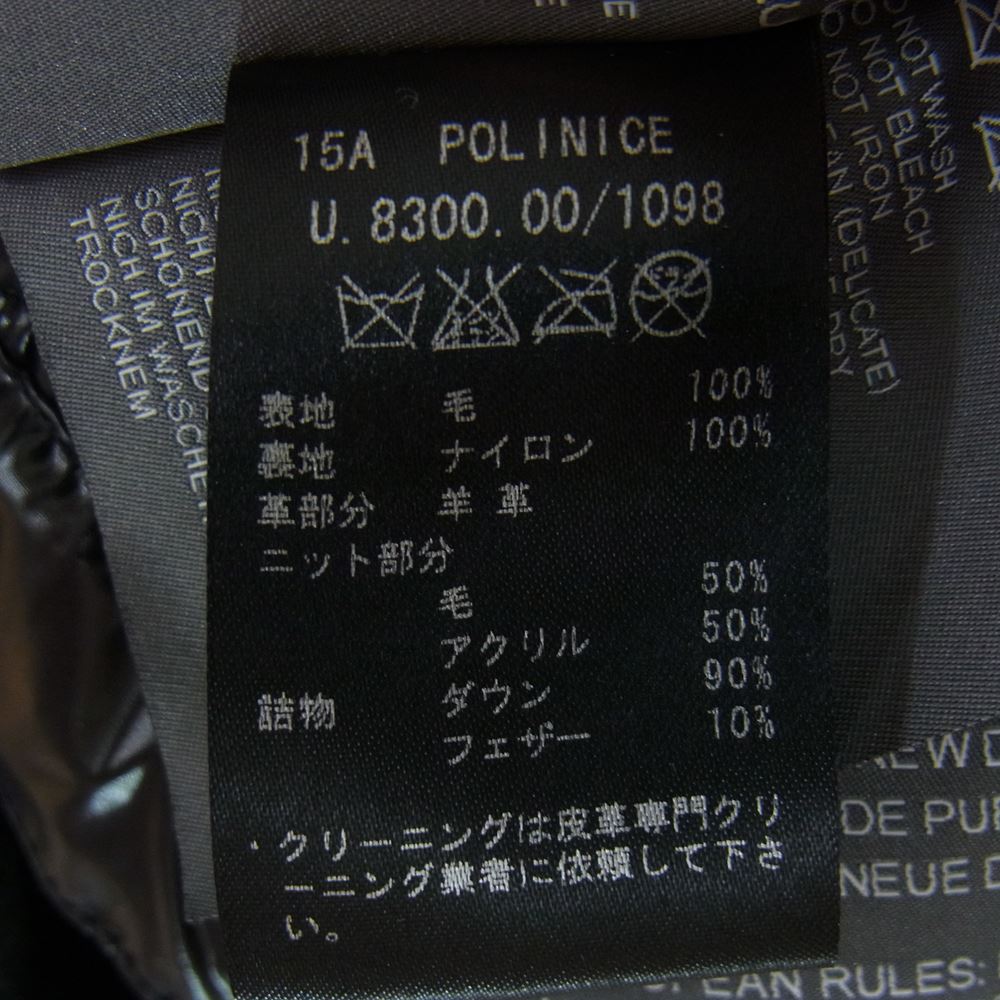 15A POLINICE
U.8300.00/1098
表地 毛 100%
裏地 ナイロン 100%
革部分 羊革
ニット部分
毛 50%
アクリル 50%
詰物 ダウン 90%
フェザー 10%
・クリーニングは皮革専門クリ
ーニング業者に依頼して下さ
い。
DO NOT WASH
DO NOT BLEACH
DO NOT IRON
(DELICATE)
DRY
NICHT
SCHONEND
NICH IM WASCHE
TROCKNEM
DE
NEUE
RULES: